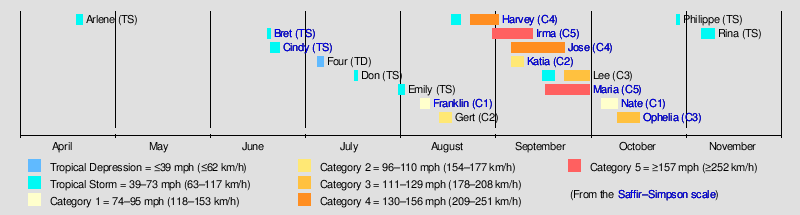 Arlene (TS)
Harvey (C4)
Philippe (TS)
Bret (TS)
Irma (C5)
Rina (TS)
Cindy (TS)
Jose (C4)
Four (TD)
Katia (C2)
Don (TS)
Lee (C3)
Emily (TS)
Maria (C5)
Franklin (C1)
Nate (C1)
Gert (C2)
Ophelia (C3)
April May June July August September October November
Tropical Depression = ≤39 mph (≤62 km/h)
Tropical Storm = 39–73 mph (63–117 km/h)
Category 1 = 74–95 mph (118–153 km/h)
Category 2 = 96–110 mph (154–177 km/h)
Category 3 = 111–129 mph (178–208 km/h)
Category 4 = 130–156 mph (209–251 km/h)
Category 5 = ≥157 mph (≥252 km/h)
(From the Saffir–Simpson scale)